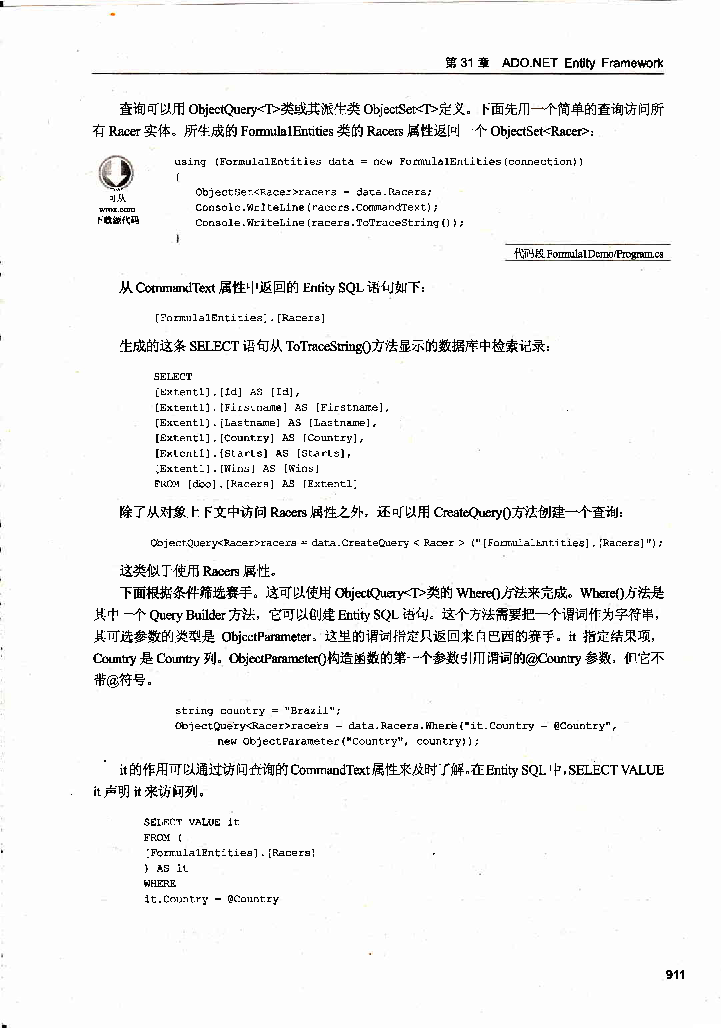 第 31 章 ADO.NET Entity Framework
查询可以用 ObjectQuery<T>类或其派生类 ObjectSet<T>定义。下面先用一个简单的查询访问所
有 Racer 实体。所生成的 Formula1Entities 类的 Racers 属性返回一个 ObjectSet<Racer>：
using (Formula1Entities data = new Formula1Entities(connection))
{
ObjectSet<Racer>racers = data.Racers;
Console.WriteLine(racers.CommandText);
Console.WriteLine(racers.ToTraceString());
}
可从
wrox.com
下载源代码
代码段 Formula1Demo/Program.cs
从 CommandText 属性中返回的 Entity SQL 语句如下：
[Formula1Entities].[Racers]
生成的这条 SELECT 语句从 ToTraceString()方法显示的数据库中检索记录：
SELECT
[Extent1].[Id] AS [Id],
[Extent1].[Firstname] AS [Firstname],
[Extent1].[Lastname] AS [Lastname],
[Extent1].[Country] AS [Country],
[Extent1].[Starts] AS [Starts],
[Extent1].[Wins] AS [Wins]
FROM [dbo].[Racers] AS [Extent1]
除了从对象上下文中访问 Racers 属性之外，还可以用 CreateQuery()方法创建一个查询：
ObjectQuery<Racer>racers = data.CreateQuery < Racer > ("[Formula1Entities].[Racers]");
这类似于使用 Racers 属性。
下面根据条件筛选赛手。这可以使用 ObjectQuery<T>类的 Where()方法来完成。Where()方法是
其中一个 Query Builder 方法，它可以创建 Entity SQL 语句。这个方法需要把一个谓词作为字符串，
其可选参数的类型是 ObjectParameter。这里的谓词指定只返回来自巴西的赛手。it 指定结果项，
Country 是 Country 列。ObjectParameter()构造函数的第一个参数引用谓词的@Country 参数，但它不
带@符号。
string country = "Brazil";
ObjectQuery<Racer>racers = data.Racers.Where("it.Country = @Country",
new ObjectParameter("Country", country));
it 的作用可以通过访问查询的 CommandText 属性来及时了解。在 Entity SQL 中，SELECT VALUE
it 声明 it 来访问列。
SELECT VALUE it
FROM (
[Formula1Entities].[Racers]
) AS it
WHERE
it.Country = @Country
911